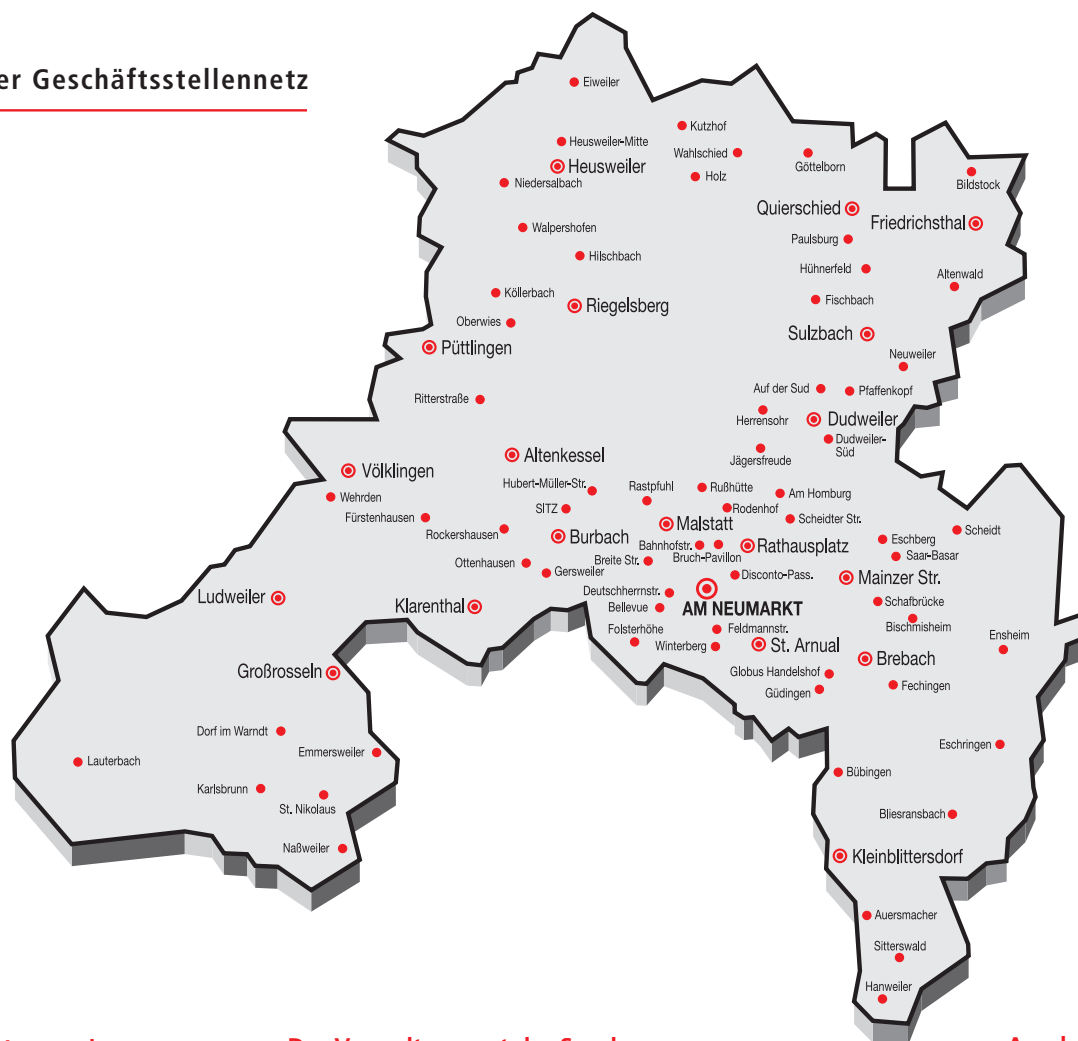 er Geschäftsstellennetz
Eiweiler
Kutzhof
Heusweiler-Mitte
Wahlschied
Göttelborn
Heusweiler
Holz
Niedersalbach
Bildstock
Quierschied
Friedrichsthal
Walpershofen
Paulsburg
Hilschbach
Hühnerfeld
Altenwald
Köllerbach
Fischbach
Riegelsberg
Oberwies
Sulzbach
Püttlingen
Neuweiler
Auf der Sud
Pfaffenkopf
Ritterstraße
Herrensohr
Dudweiler
Dudweiler-
Süd
Jägersfreude
Altenkessel
Völklingen
Hubert-Müller-Str.
Rastpfuhl
Rußhütte
Am Homburg
Wehrden
SITZ
Rodenhof
Fürstenhausen
Scheidter Str.
Malstatt
Rockershausen
Scheidt
Burbach
Eschberg
Bahnhofstr.
Bruch-Pavillon
Rathausplatz
Saar-Basar
Ottenhausen
Breite Str.
Gersweiler
Disconto-Pass.
Mainzer Str.
Deutschherrnstr.
Ludweiler
Klarenthal
AM NEUMARKT
Schafbrücke
Bellevue
Bischmisheim
Folsterhöhe
Feldmannstr.
Ensheim
Winterberg
St. Arnual
Brebach
Großrosseln
Globus Handelshof
Fechingen
Güdingen
Dorf im Warndt
Emmersweiler
Eschringen
Lauterbach
Bübingen
Karlsbrunn
St. Nikolaus
Bliesransbach
Naßweiler
Kleinblittersdorf
Auersmacher
Sitterswald
Hanweiler